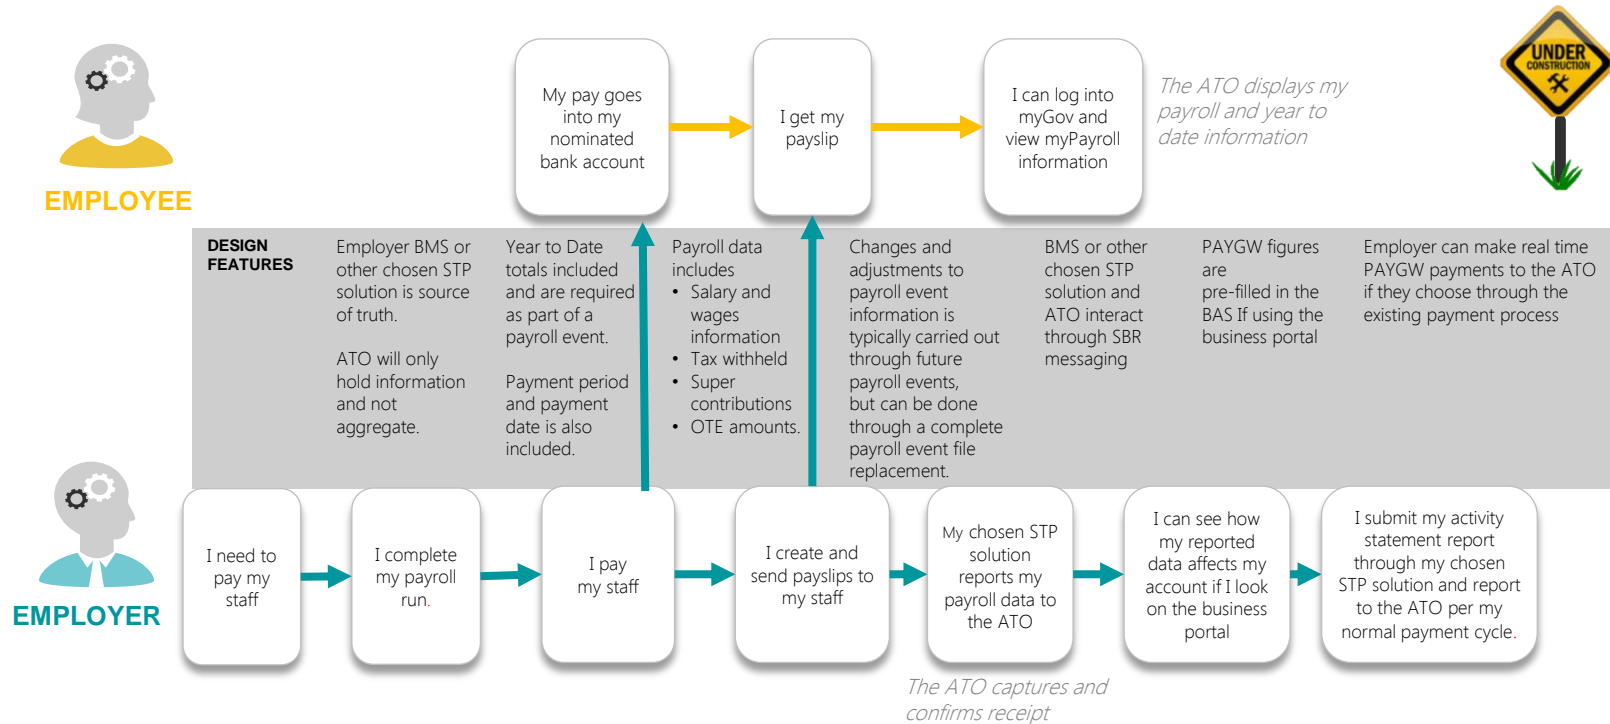 My pay goes
into my
nominated
bank account
I get my
payslip
I can log into
myGov and
view myPayroll
information
The ATO displays my
payroll and year to
date information
UNDER
CONSTRUCTION
EMPLOYEE
DESIGN
FEATURES
Employer BMS or
other chosen STP
solution is source
of truth.
ATO will only
hold information
and not
aggregate.
Year to Date
totals included
and are required
as part of a
payroll event.
Payment period
and payment
date is also
included.
Payroll data
includes
• Salary and
wages
information
• Tax withheld
• Super
contributions
• OTE amounts.
Changes and
adjustments to
payroll event
information is
typically carried out
through future
payroll events,
but can be done
through a complete
payroll event file
replacement.
BMS or other
chosen STP
solution and
ATO interact
through SBR
messaging
PAYGW figures
are
pre-filled in the
BAS If using the
business portal
Employer can make real time
PAYGW payments to the ATO
if they choose through the
existing payment process
EMPLOYER
I need to
pay my
staff
I complete
my payroll
run.
I pay
my staff
I create and
send payslips to
my staff
My chosen STP
solution
reports my
payroll data to
the ATO
I can see how
my reported
data affects my
account if I look
on the business
portal
I submit my activity
statement report
through my chosen
STP solution and report
to the ATO per my
normal payment cycle.
The ATO captures and
confirms receipt